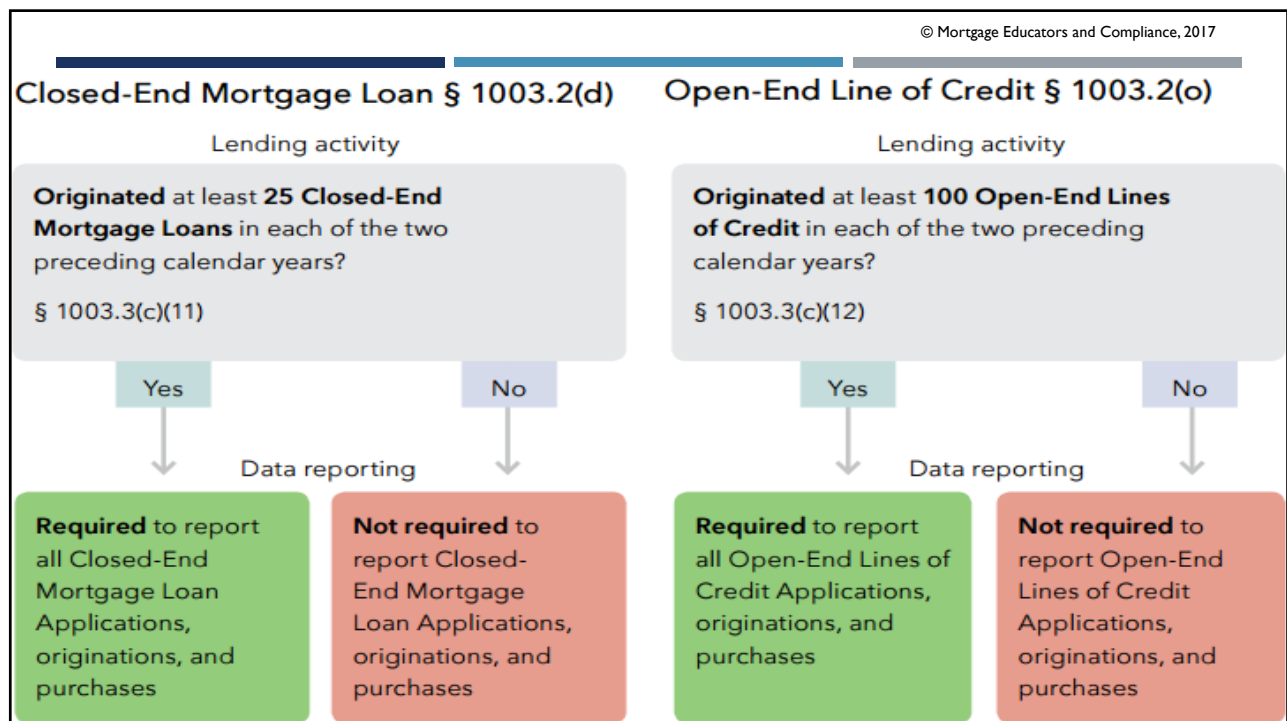 © Mortgage Educators and Compliance, 2017
Closed-End Mortgage Loan § 1003.2(d)
Lending activity
Originated at least 25 Closed-End
Mortgage Loans in each of the two
preceding calendar years?
§ 1003.3(c)(11)
Yes
No
Data reporting
Required to report
all Closed-End
Mortgage Loan
Applications,
originations, and
purchases
Not required to
report Closed-
End Mortgage
Loan Applications,
originations, and
purchases
Open-End Line of Credit § 1003.2(o)
Lending activity
Originated at least 100 Open-End Lines
of Credit in each of the two preceding
calendar years?
§ 1003.3(c)(12)
Yes
No
Data reporting
Required to report
all Open-End Lines of
Credit Applications,
originations, and
purchases
Not required to
report Open-End
Lines of Credit
Applications,
originations, and
purchases